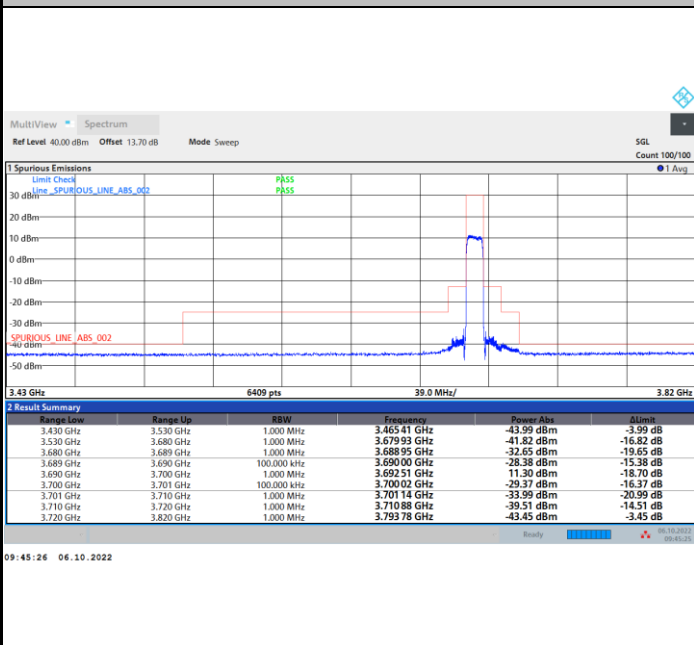 MultiView Spectrum
Ref Level 40.00 dBm Offset 13.70 dB Mode Sweep SGL
Count 100/100
1 Spurious Emissions 1 Avg
Limit Check PASS
Line _SPURIOUS_LINE_ABS_002 PASS
30 dBm
20 dBm
10 dBm
0 dBm
-10 dBm
-20 dBm
-30 dBm
_SPURIOUS_LINE_ABS_002
-40 dBm
-50 dBm
3.43 GHz 6409 pts 39.0 MHz/ 3.82 GHz
2 Result Summary
Range Low Range Up RBW Frequency Power Abs ΔLimit
3.430 GHz 3.530 GHz 1.000 MHz 3.465 41 GHz -43.99 dBm -3.99 dB
3.530 GHz 3.680 GHz 1.000 MHz 3.679 93 GHz -41.82 dBm -16.82 dB
3.680 GHz 3.689 GHz 1.000 MHz 3.688 95 GHz -32.65 dBm -19.65 dB
3.689 GHz 3.690 GHz 100.000 kHz 3.690 00 GHz -28.38 dBm -15.38 dB
3.690 GHz 3.700 GHz 1.000 MHz 3.692 51 GHz 11.30 dBm -18.70 dB
3.700 GHz 3.701 GHz 100.000 kHz 3.700 02 GHz -29.37 dBm -16.37 dB
3.701 GHz 3.710 GHz 1.000 MHz 3.701 14 GHz -33.99 dBm -20.99 dB
3.710 GHz 3.720 GHz 1.000 MHz 3.710 88 GHz -39.51 dBm -14.51 dB
3.720 GHz 3.820 GHz 1.000 MHz 3.793 78 GHz -43.45 dBm -3.45 dB
Ready 06.10.2022
09:45:25
09:45:26 06.10.2022